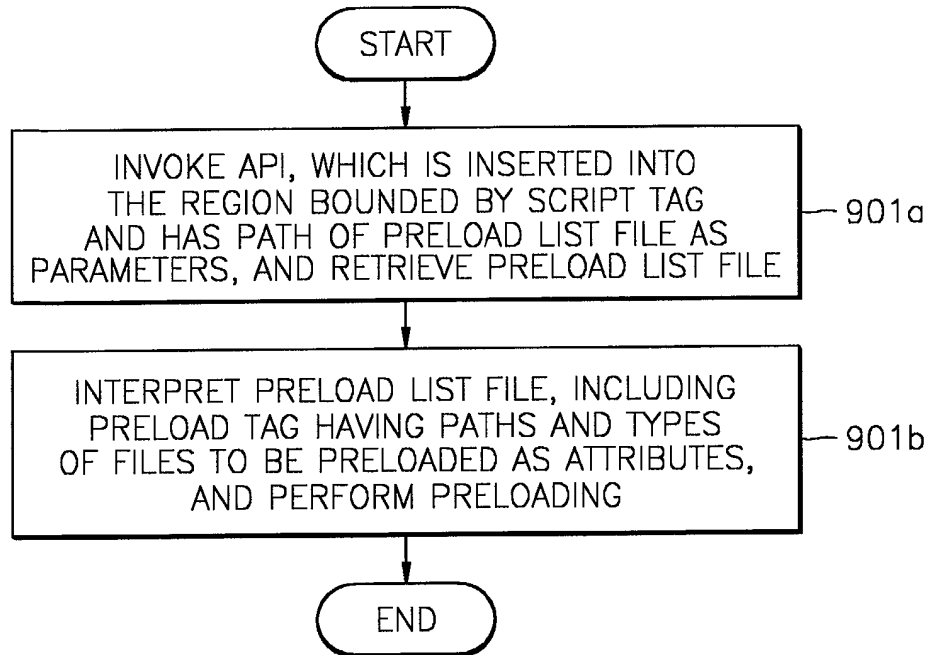 START
INVOKE API, WHICH IS INSERTED INTO
THE REGION BOUNDED BY SCRIPT TAG
AND HAS PATH OF PRELOAD LIST FILE AS
PARAMETERS, AND RETRIEVE PRELOAD LIST FILE
901a
INTERPRET PRELOAD LIST FILE, INCLUDING
PRELOAD TAG HAVING PATHS AND TYPES
OF FILES TO BE PRELOADED AS ATTRIBUTES,
AND PERFORM PRELOADING
901b
END